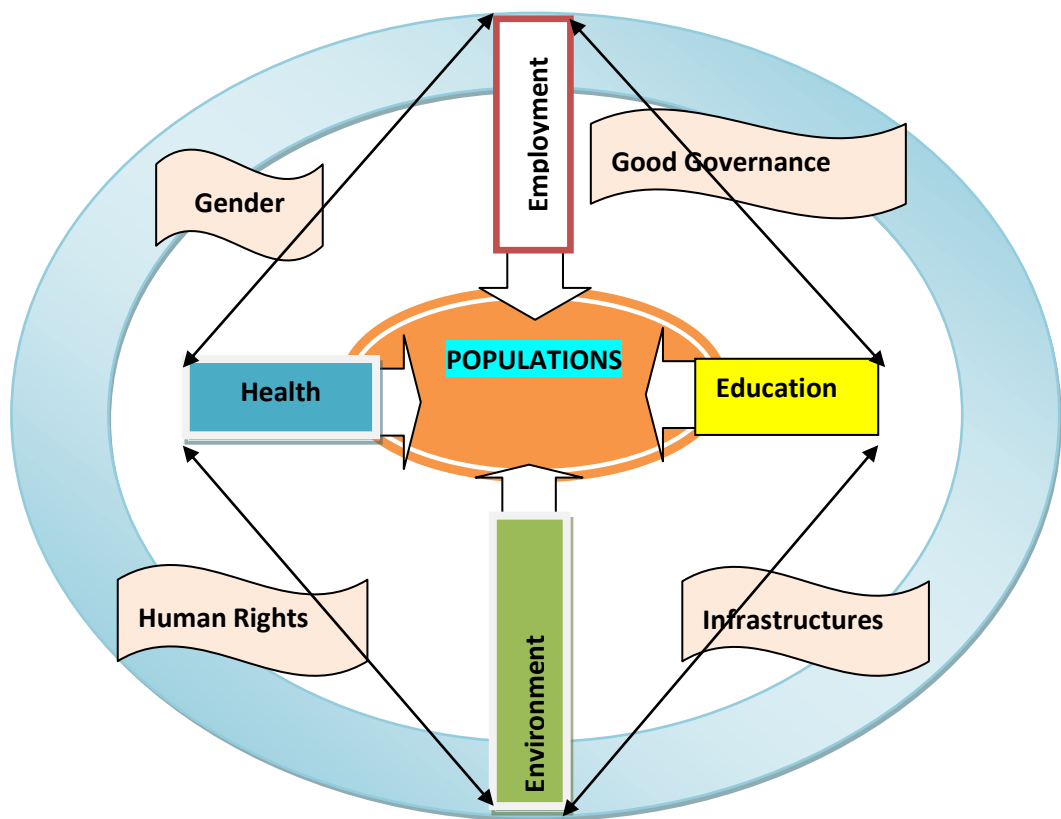 Employment
Good Governance
Gender
POPULATIONS
Health
Education
Human Rights
Infrastructures
Environment